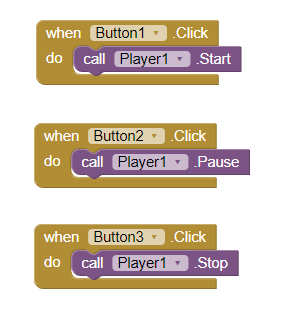 when Button1 .Click
do call Player1 .Start
when Button2 .Click
do call Player1 .Pause
when Button3 .Click
do call Player1 .Stop